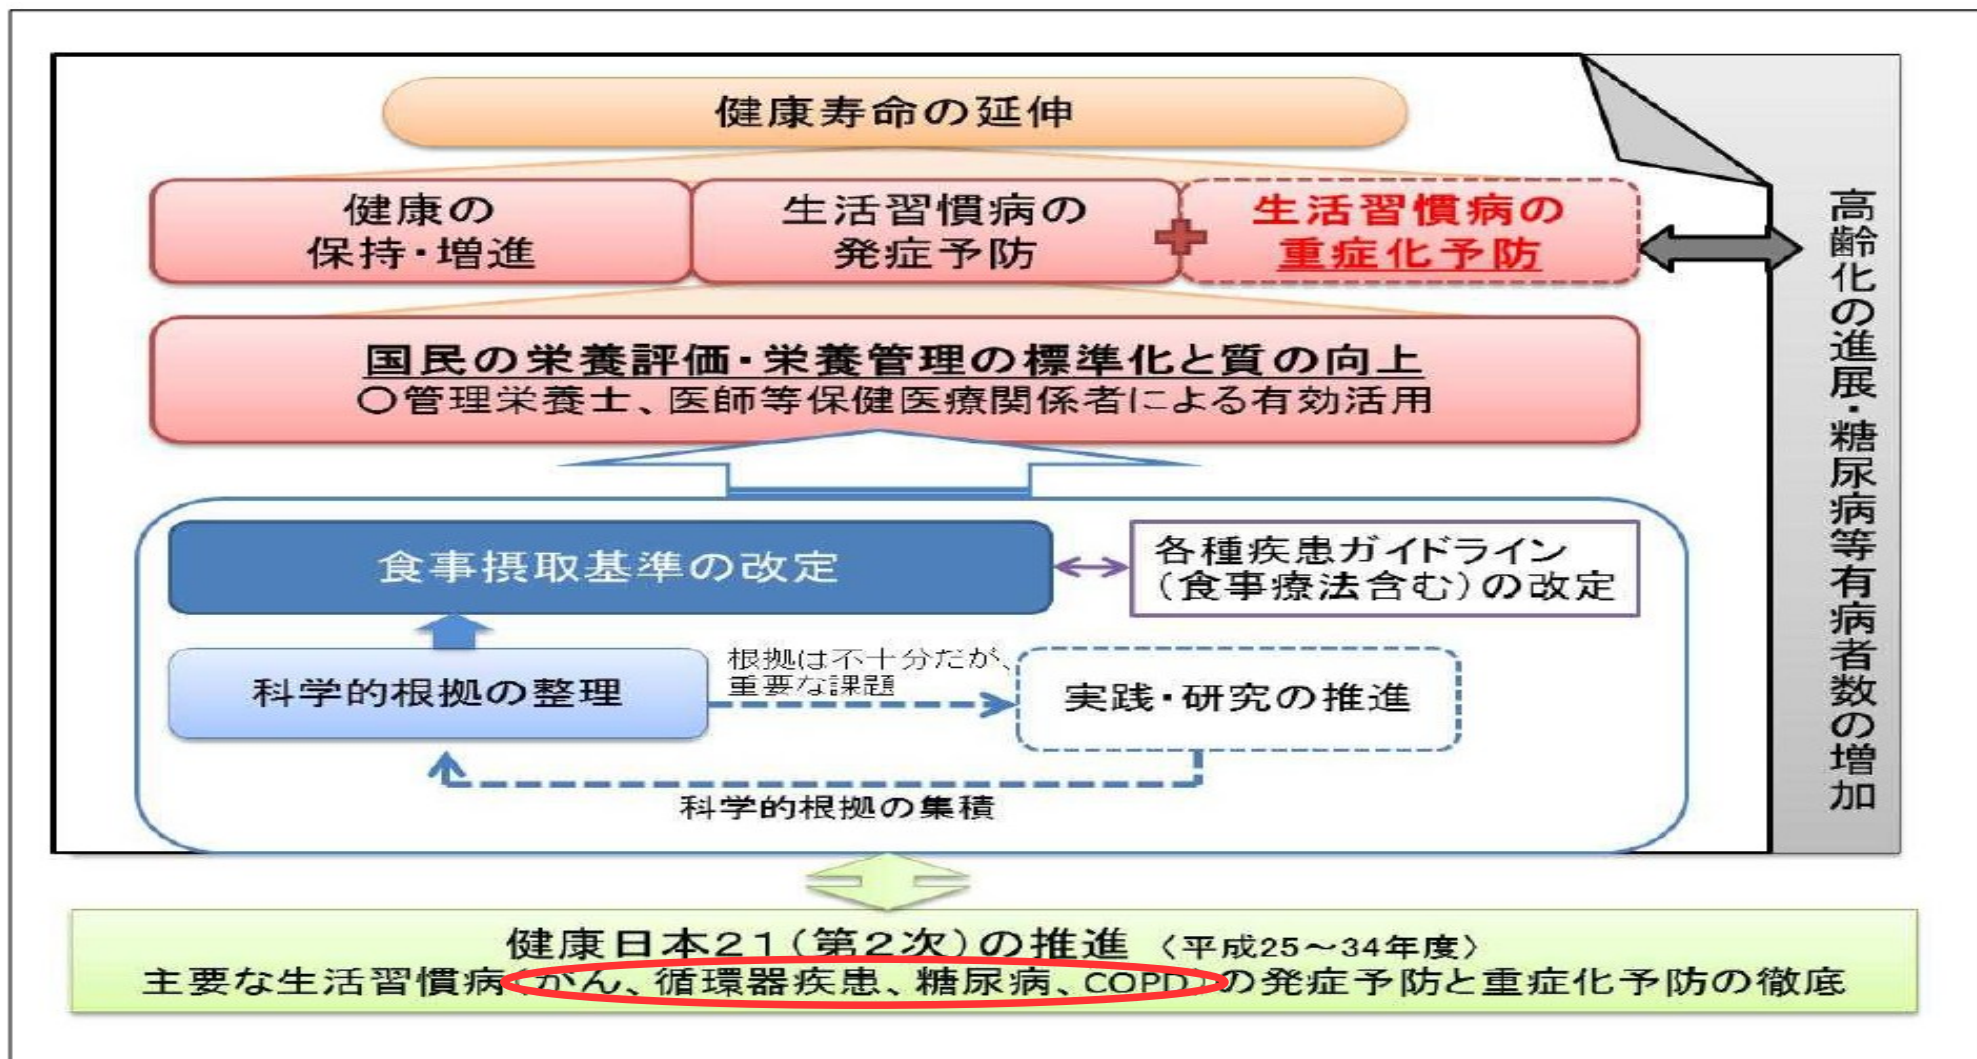 健康寿命の延伸
健康の
保持・増進
生活習慣病の
発症予防
生活習慣病の
重症化予防
国民の栄養評価・栄養管理の標準化と質の向上
○管理栄養士、医師等保健医療関係者による有効活用
食事摂取基準の改定
各種疾患ガイドライン
(食事療法含む)の改定
科学的根拠の整理
根拠は不十分だが、
重要な課題
実践・研究の推進
科学的根拠の集積
高齢化の進展・糖尿病等有病者数の増加
健康日本21(第2次)の推進 〈平成25～34年度〉
主要な生活習慣病(がん、循環器疾患、糖尿病、COPD)の発症予防と重症化予防の徹底